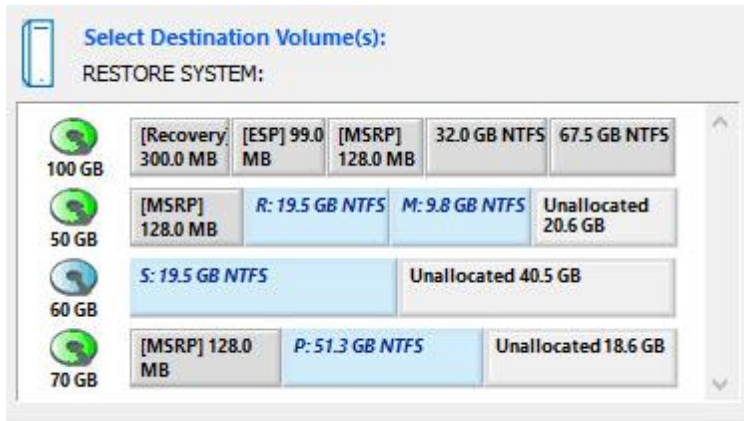 Select Destination Volume(s):
RESTORE SYSTEM:
[Recovery] [ESP] 99.0 [MSRP] 32.0 GB NTFS 67.5 GB NTFS
300.0 MB MB 128.0 MB
100 GB
[MSRP] R: 19.5 GB NTFS M: 9.8 GB NTFS Unallocated
128.0 MB 20.6 GB
50 GB
S: 19.5 GB NTFS Unallocated 40.5 GB
60 GB
[MSRP] 128.0 P: 51.3 GB NTFS Unallocated 18.6 GB
MB
70 GB